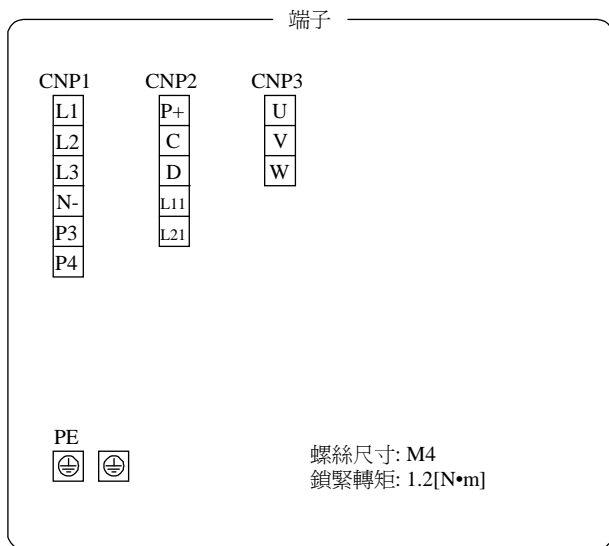 端子
CNP1 CNP2 CNP3
L1 P+ U
L2 C V
L3 D W
N- L11
P3 L21
P4
PE
螺絲尺寸: M4
鎖緊轉矩: 1.2[N•m]